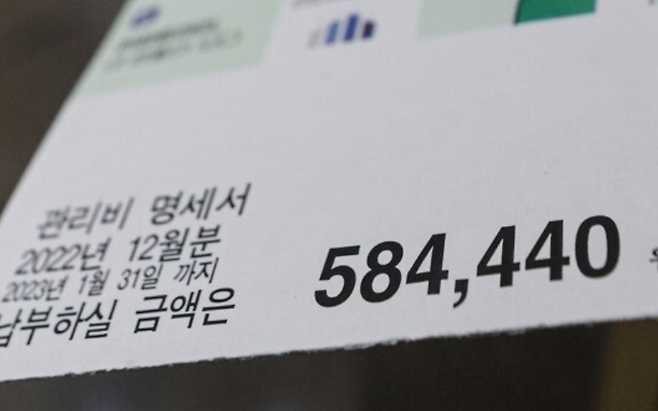 관리비 명세서
2022년 12월분
2023년 1월 31일 까지
납부하실 금액은
584,440